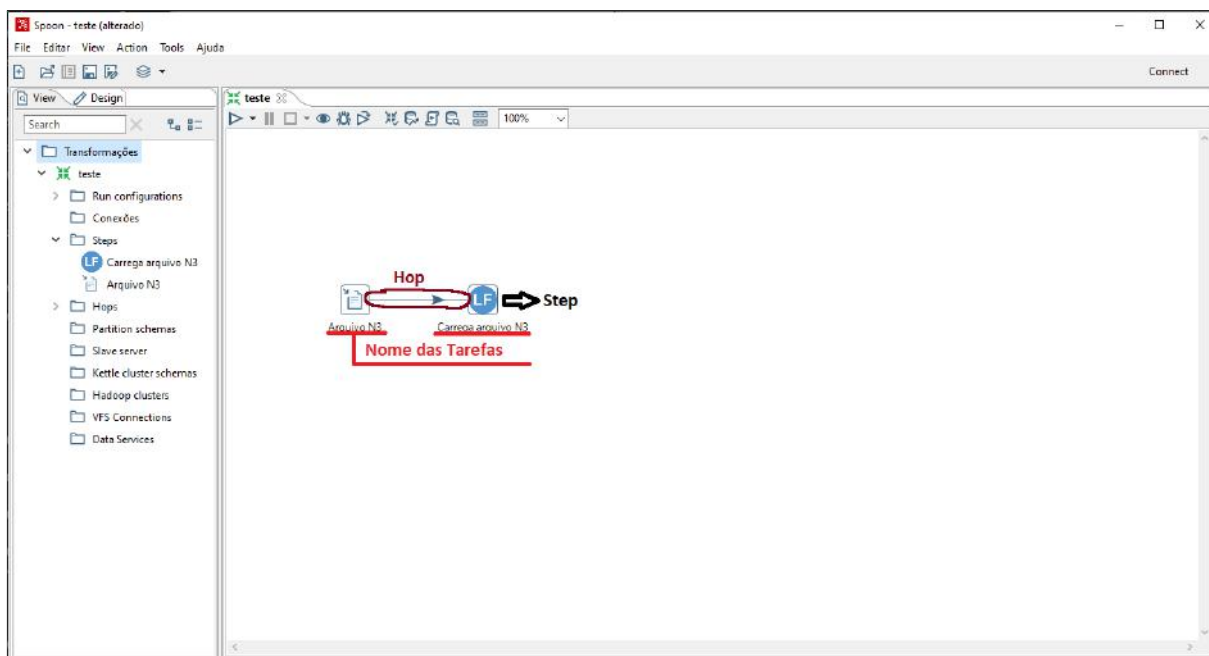 Spoon - teste (alterado)
File Editar View Action Tools Ajuda
Connect
View Design
teste
Search
100%
Transformações
teste
Run configurations
Conexões
Steps
LF Carrega arquivo N3
Arquivo N3
Hops
Partition schemas
Slave server
Kettle cluster schemas
Hadoop clusters
VFS Connections
Data Services
Hop
LF Step
Arquivo N3 Carrega arquivo N3
Nome das Tarefas